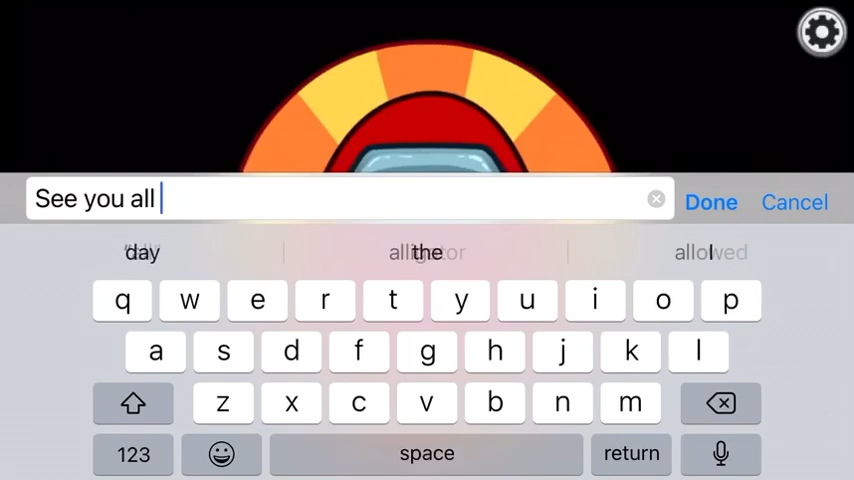 See you all
Done Cancel
day the I
q w e r t y u i o p
a s d f g h j k l
z x c v b n m
123 space return